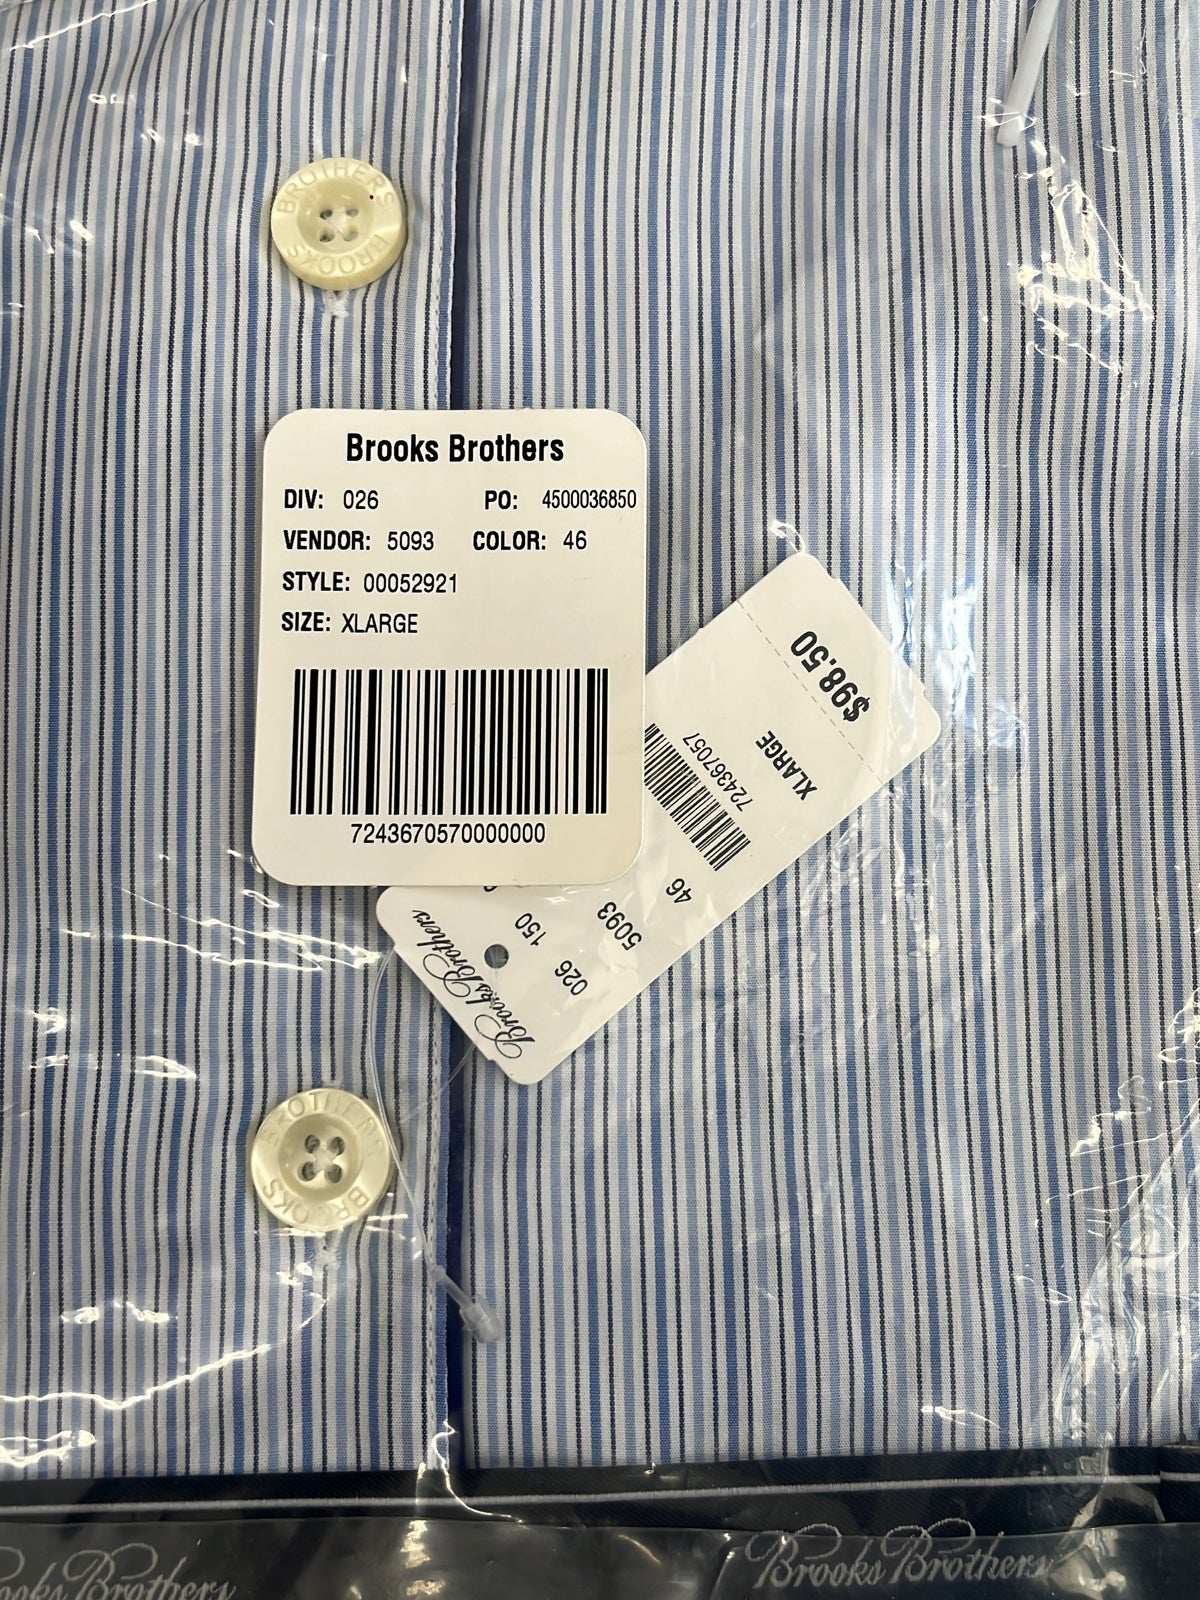 BROTHERS
BROOKS
Brooks Brothers
DIV: 026 PO: 4500036850
VENDOR: 5093 COLOR: 46
STYLE: 00052921
SIZE: XLARGE
7243670570000000
$98.50
XLARGE
724367057
46
5093
026 150
Brooks Brothers
BROTHERS
BROOKS
Brooks Brothers
Brooks Brothers